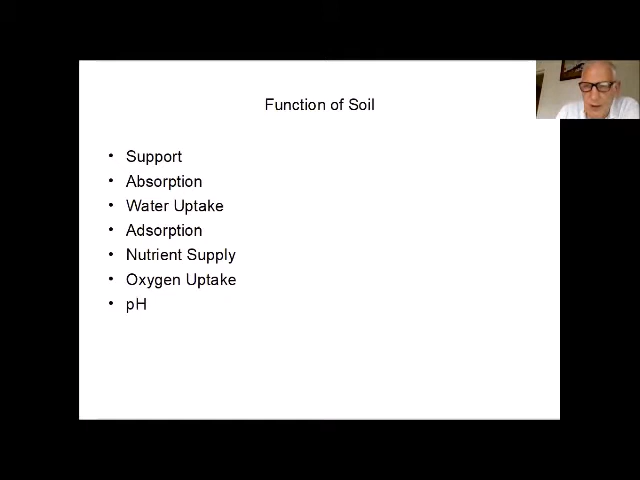 Function of Soil
• Support
• Absorption
• Water Uptake
• Adsorption
• Nutrient Supply
• Oxygen Uptake
• pH